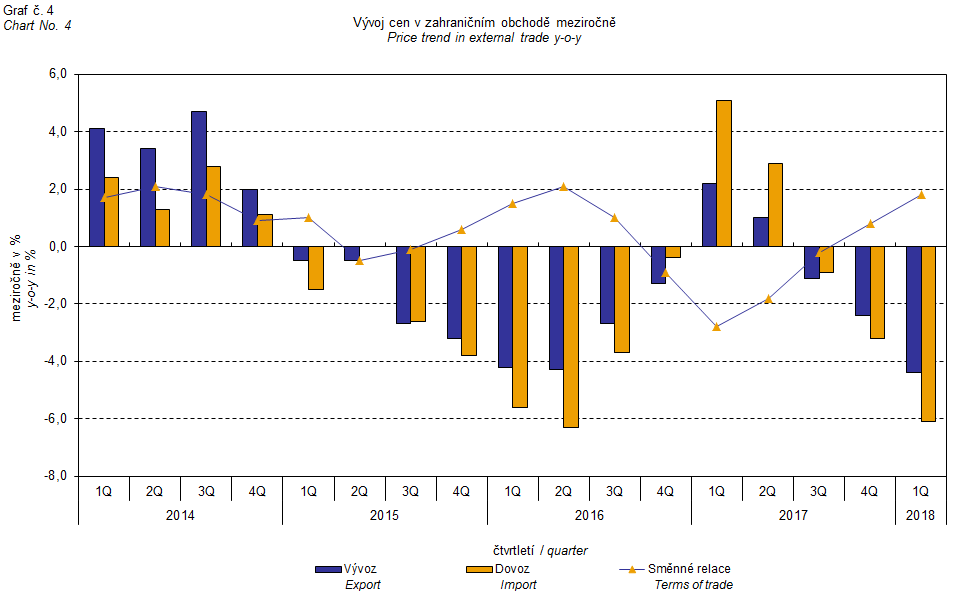 Graf č. 4
Chart No. 4
Vývoj cen v zahraničním obchodě meziročně
Price trend in external trade y-o-y
meziročně v %
y-o-y in %
6,0
4,0
2,0
0,0
-2,0
-4,0
-6,0
-8,0
1Q 2Q 3Q 4Q 1Q 2Q 3Q 4Q 1Q 2Q 3Q 4Q 1Q 2Q 3Q 4Q 1Q
2014 2015 2016 2017 2018
čtvrtletí / quarter
Vývoz Dovoz Směnné relace
Export Import Terms of trade